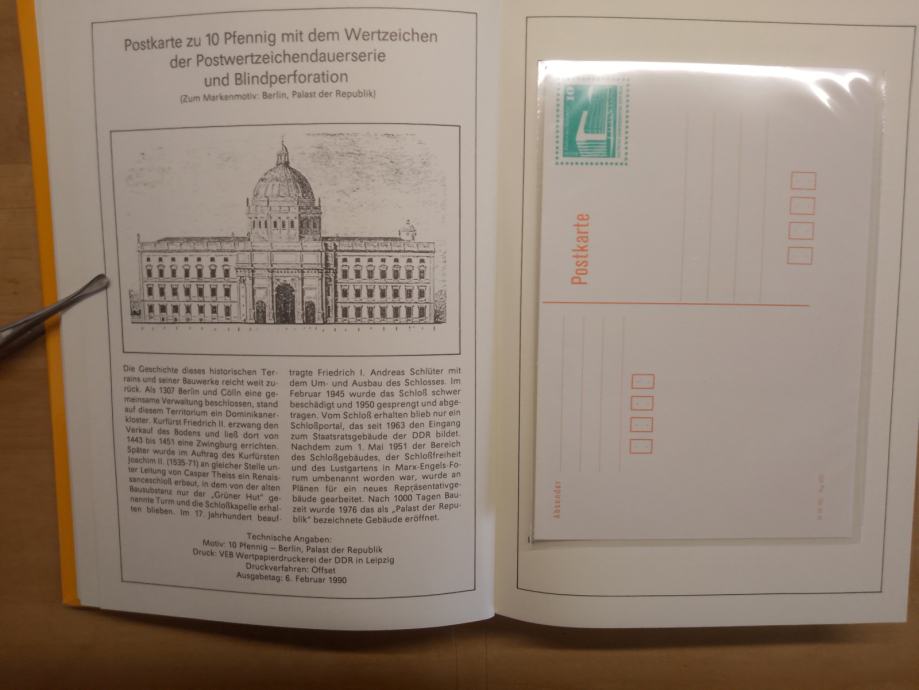 Postkarte zu 10 Pfennig mit dem Wertzeichen
der Postwertzeichendauerserie
und Blindperforation
(Zum Markenmotiv: Berlin, Palast der Republik)
Die Geschichte dieses historischen Ter-
rains und seiner Bauwerke reicht weit zu-
rück. Als 1307 Berlin und Cölln eine ge-
meinsame Verwaltung beschlossen, stand
auf diesem Territorium ein Dominikaner-
kloster. Kurfürst Friedrich II. erzwang den
Verkauf des Bodens und ließ dort von
1443 bis 1451 eine Zwingburg errichten.
Später wurde im Auftrag des Kurfürsten
Joachim II. (1535-71) an gleicher Stelle un-
ter Leitung von Casper Theiss ein Renais-
sanceschloß erbaut, in dem von der alten
Bausubstanz nur der „Grüner Hut" ge-
nannte Turm und die Schloßkapelle erhal-
ten blieben. Im 17. Jahrhundert beauf-
tragte Friedrich I. Andreas Schlüter mit
dem Um- und Ausbau des Schlosses. Im
Februar 1945 wurde das Schloß schwer
beschädigt und 1950 gesprengt und abge-
tragen. Vom Schloß erhalten blieb nur ein
Schloßportal, das seit 1963 den Eingang
zum Staatsratsgebäude der DDR bildet.
Nachdem zum 1. Mai 1951 der Bereich
des Schloßgebäudes, der Schloßfreiheit
und des Lustgartens in Marx-Engels-Fo-
rum umbenannt worden war, wurde an
Plänen für ein neues Repräsentativge-
bäude gearbeitet. Nach 1000 Tagen Bau-
zeit wurde 1976 das als „Palast der Repu-
blik" bezeichnete Gebäude eröffnet.
Technische Angaben:
Motiv: 10 Pfennig – Berlin, Palast der Republik
Druck: VEB Wertpapierdruckerei der DDR in Leipzig
Druckverfahren: Offset
Ausgabetag: 6. Februar 1990
10
Postkarte
Absender